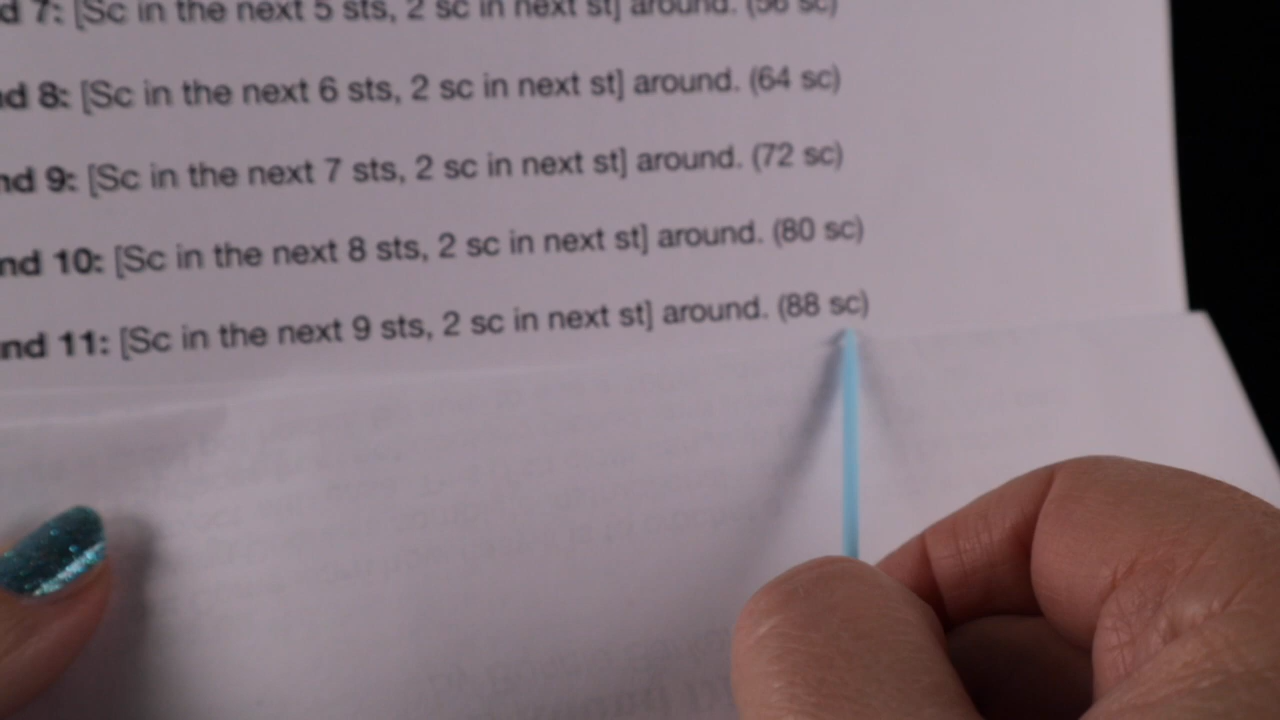 d 7: [Sc in the next 5 sts, 2 sc in next st] around. (56 sc)
nd 8: [Sc in the next 6 sts, 2 sc in next st] around. (64 sc)
nd 9: [Sc in the next 7 sts, 2 sc in next st] around. (72 sc)
nd 10: [Sc in the next 8 sts, 2 sc in next st] around. (80 sc)
nd 11: [Sc in the next 9 sts, 2 sc in next st] around. (88 sc)